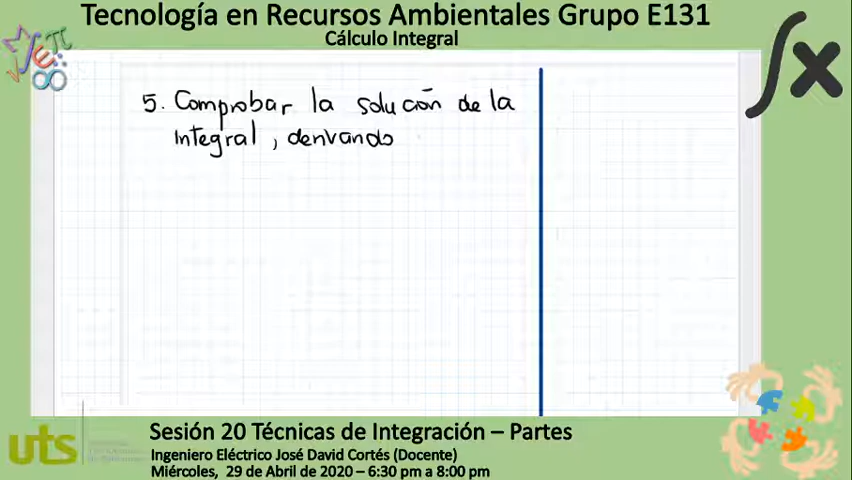 Tecnología en Recursos Ambientales Grupo E131
Cálculo Integral
5. Comprobar la solución de la
Integral, derivando
uts
Sesión 20 Técnicas de Integración – Partes
Ingeniero Eléctrico José David Cortés (Docente)
Miércoles, 29 de Abril de 2020 – 6:30 pm a 8:00 pm